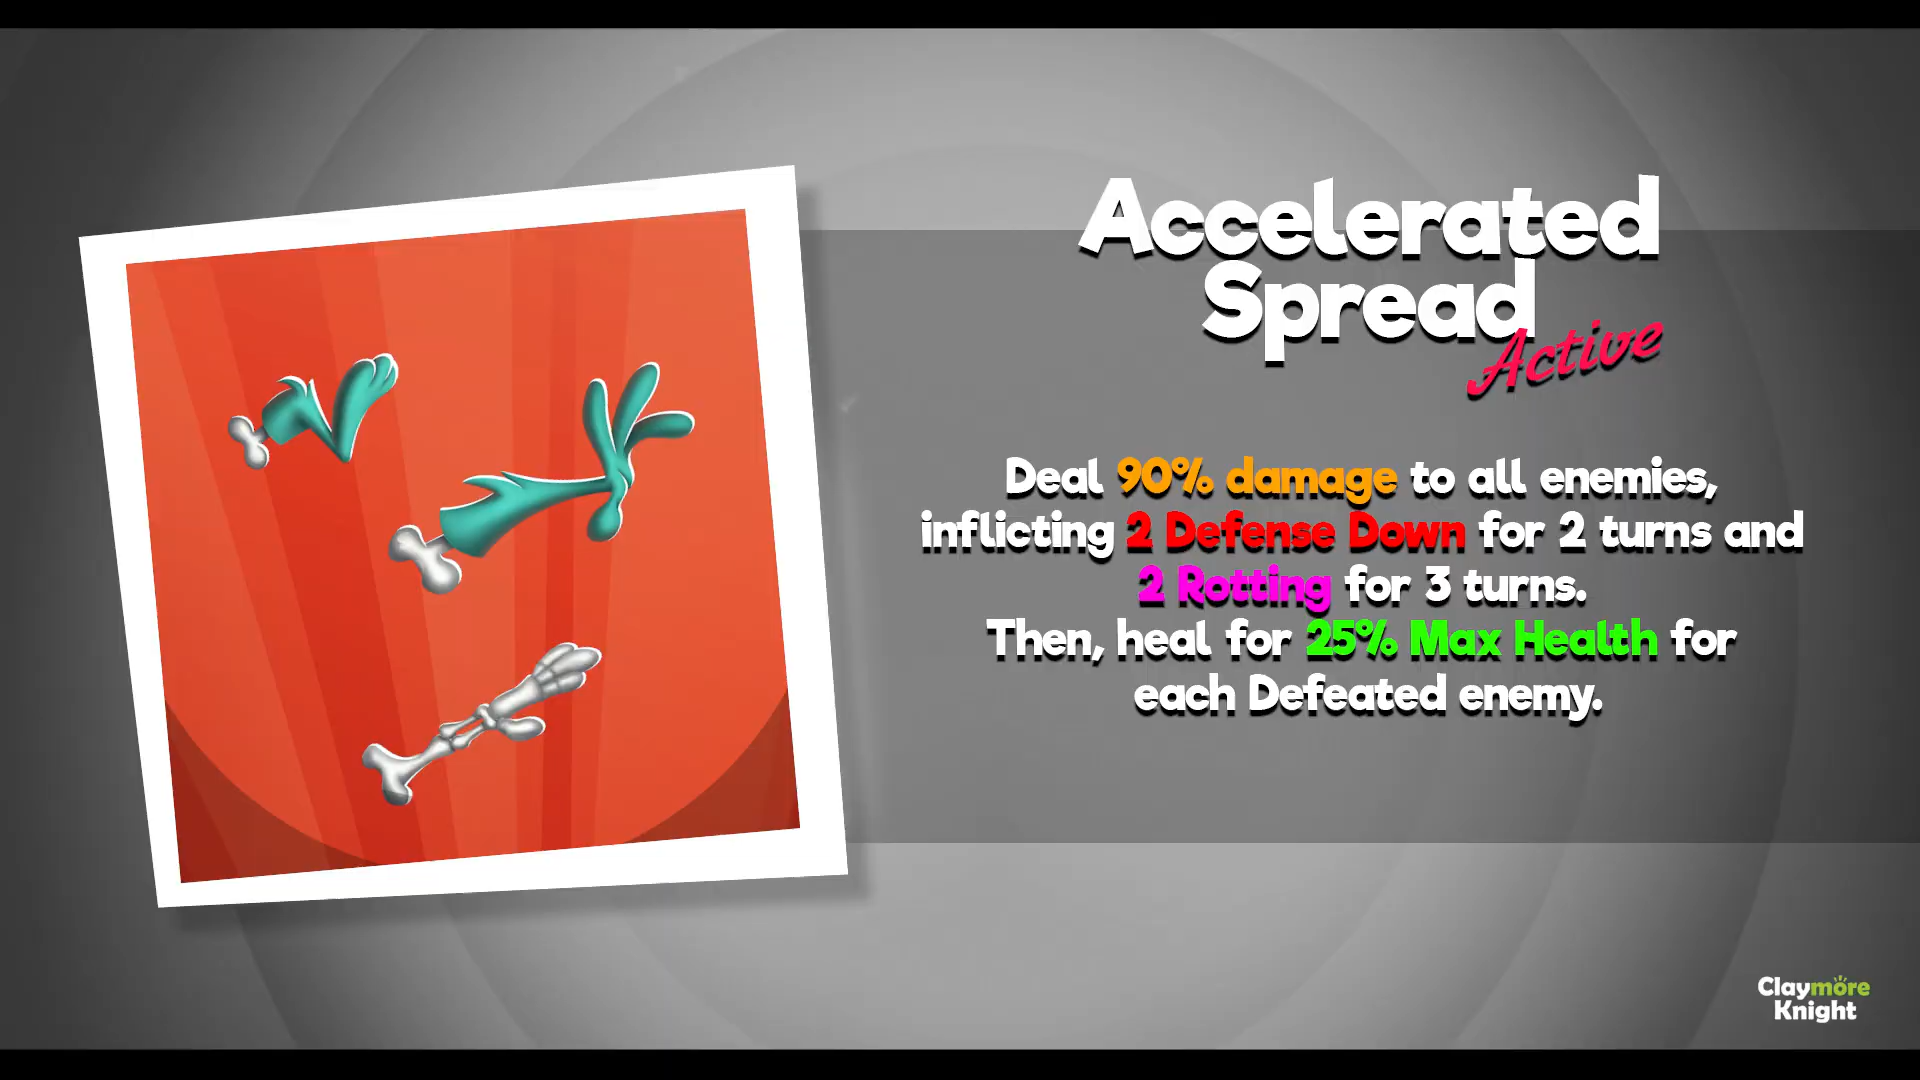 Accelerated
Spread
Active
Deal 90% damage to all enemies,
inflicting 2 Defense Down for 2 turns and
2 Rotting for 3 turns.
Then, heal for 25% Max Health for
each Defeated enemy.
Claymore
Knight